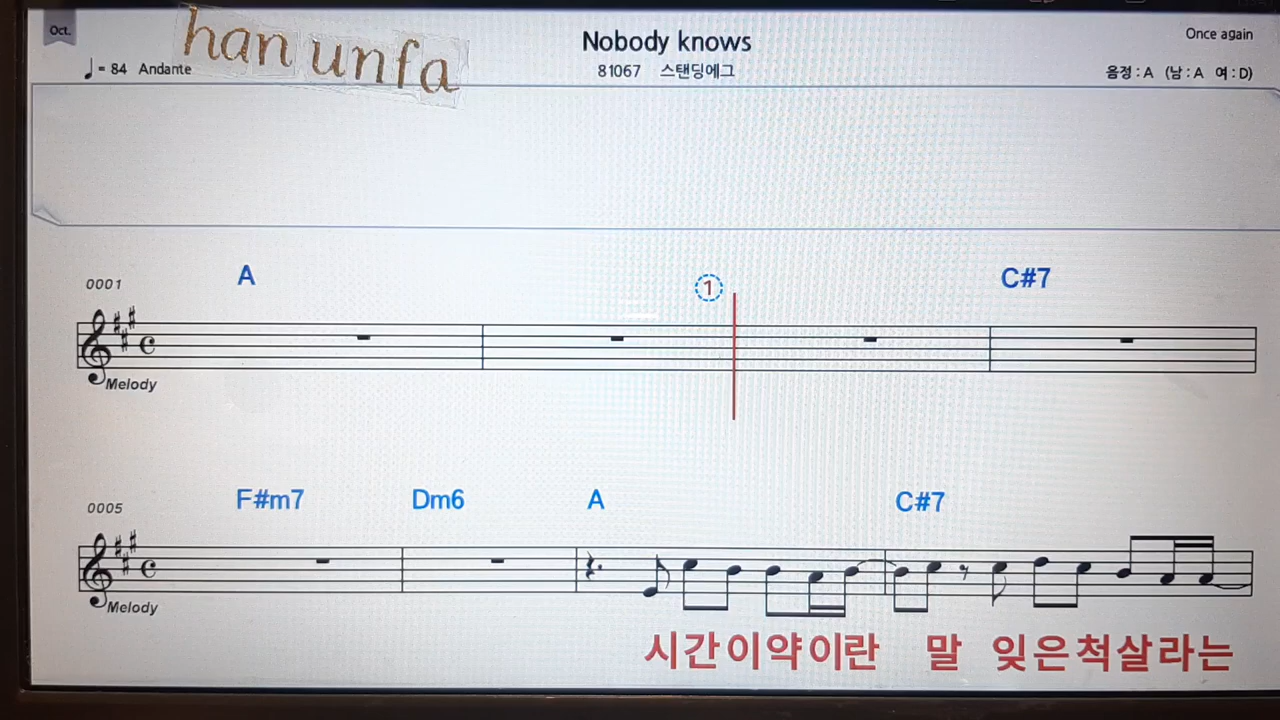 Oct.
han unfa
Nobody knows
Once again
♩= 84 Andante
81067 스탠딩에그
음정 : A (남 : A 여 : D)
A
1
C#7
0001
Melody
F#m7 Dm6 A C#7
0005
Melody
시간이약이란 말 잊은척살라는